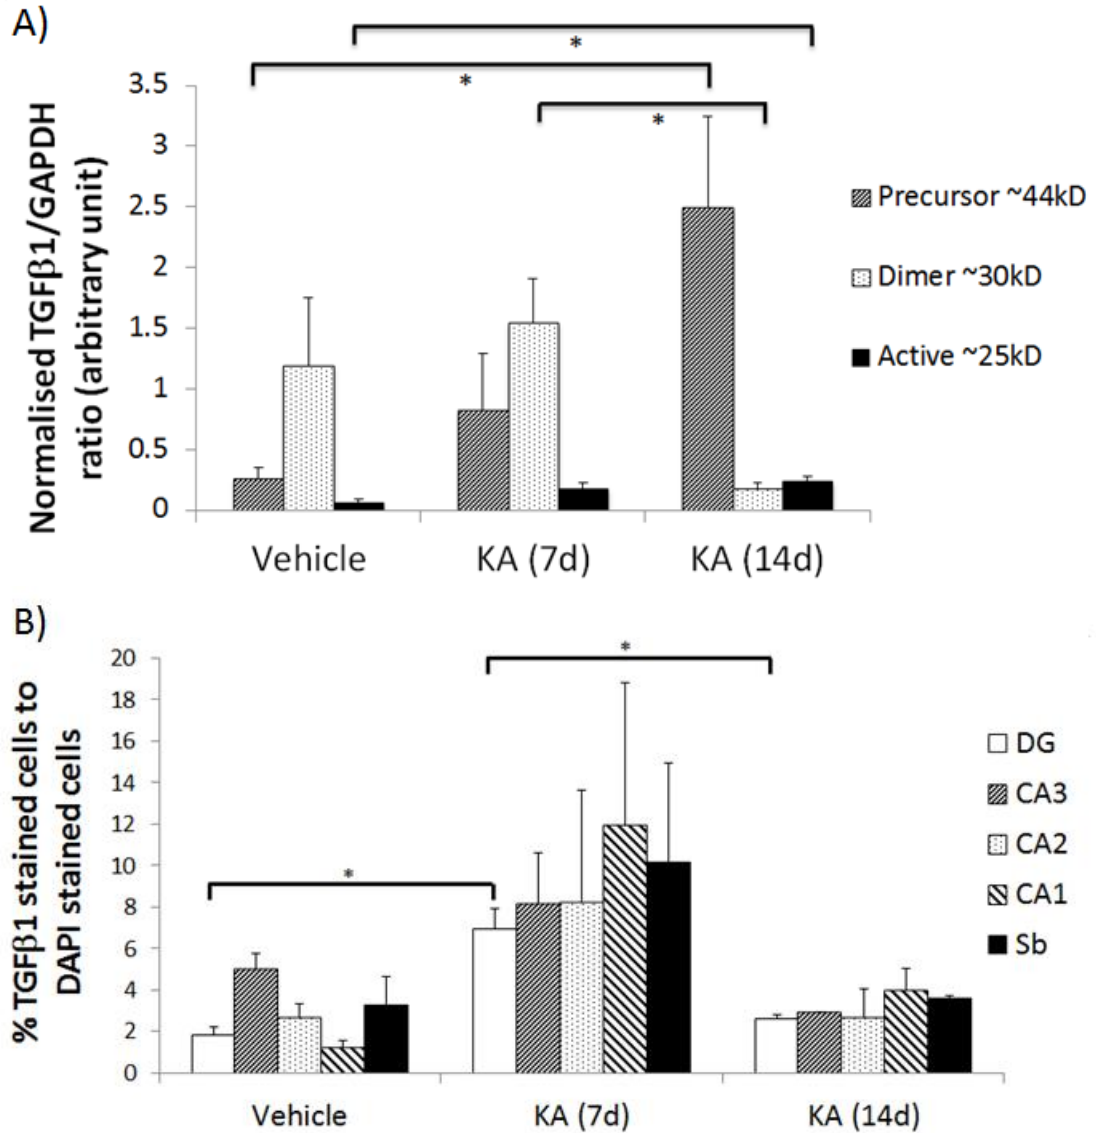 A)
*
*
*
3.5
3
2.5
2
1.5
1
0.5
0
Normalised TGFβ1/GAPDH
ratio (arbitrary unit)
Precursor ~44kD
Dimer ~30kD
Active ~25kD
Vehicle KA (7d) KA (14d)
B)
*
*
20
18
16
14
12
10
8
6
4
2
0
% TGFβ1 stained cells to
DAPI stained cells
DG
CA3
CA2
CA1
Sb
Vehicle KA (7d) KA (14d)